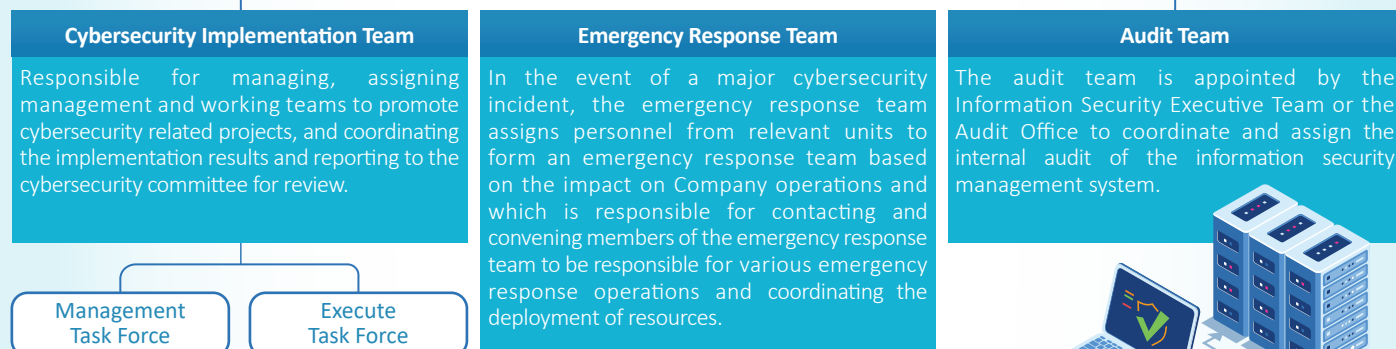 Cybersecurity Implementation Team
Responsible for managing, assigning
management and working teams to promote
cybersecurity related projects, and coordinating
the implementation results and reporting to the
cybersecurity committee for review.
Management
Task Force
Execute
Task Force
Emergency Response Team
In the event of a major cybersecurity
incident, the emergency response team
assigns personnel from relevant units to
form an emergency response team based
on the impact on Company operations and
which is responsible for contacting and
convening members of the emergency response
team to be responsible for various emergency
response operations and coordinating the
deployment of resources.
Audit Team
The audit team is appointed by the
Information Security Executive Team or the
Audit Office to coordinate and assign the
internal audit of the information security
management system.